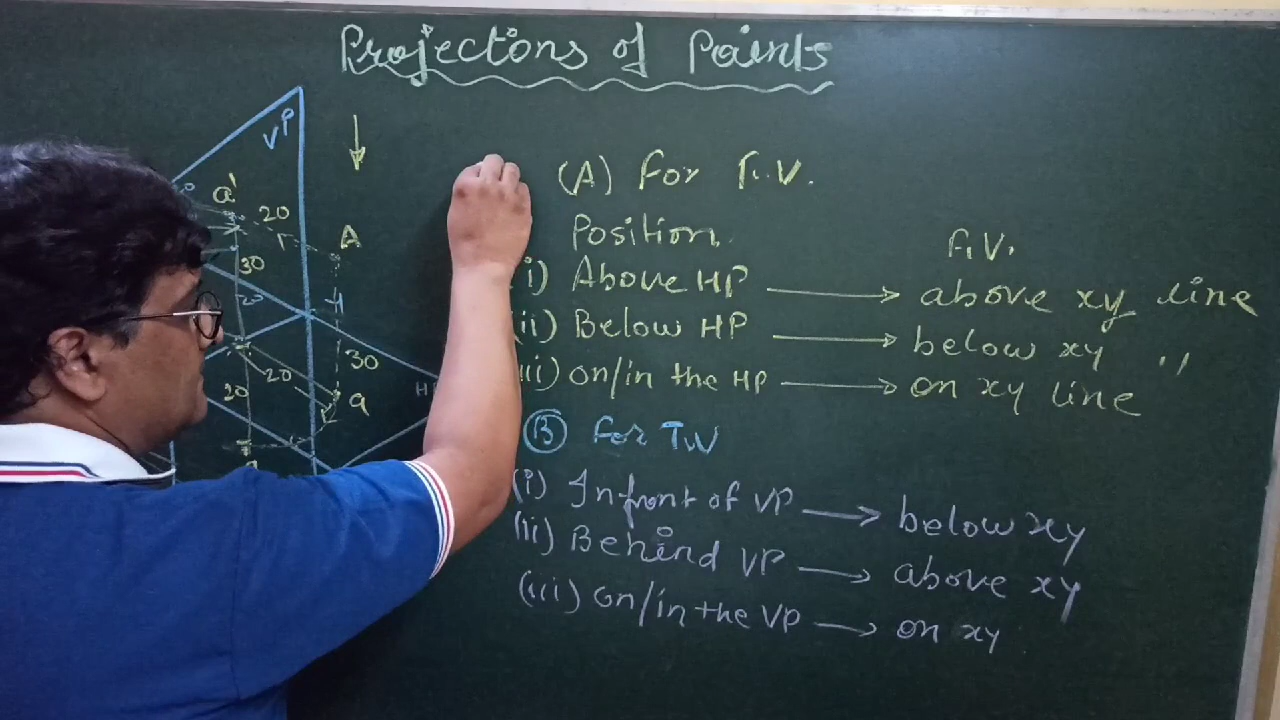 Projectons of Points
VP
a'
20
A
30
20
30
20
a
20
H
(A) For F.V.
Position.
F.V.
i) Above HP → above xy line
(ii) Below HP → below xy "
iii) on/in the HP → on xy line
(B) For T.V
(i) Infront of VP → below xy
(ii) Behind VP → above xy
(iii) on/in the VP → on xy